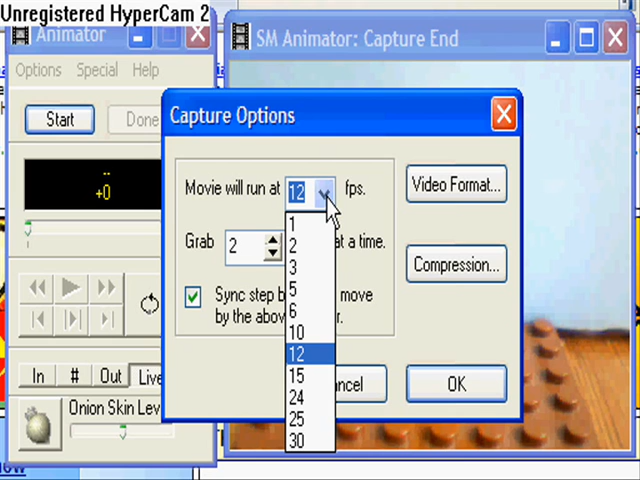 Unregistered HyperCam 2
Animator
SM Animator: Capture End
Options Special Help
Start Done
--
+0
Capture Options
Movie will run at 12 fps.
Video Format...
Grab 2 at a time.
Compression...
Sync step b move
by the above r.
1
2
3
5
6
10
12
15
24
25
30
ncel
OK
In # Out Live
Onion Skin Lev